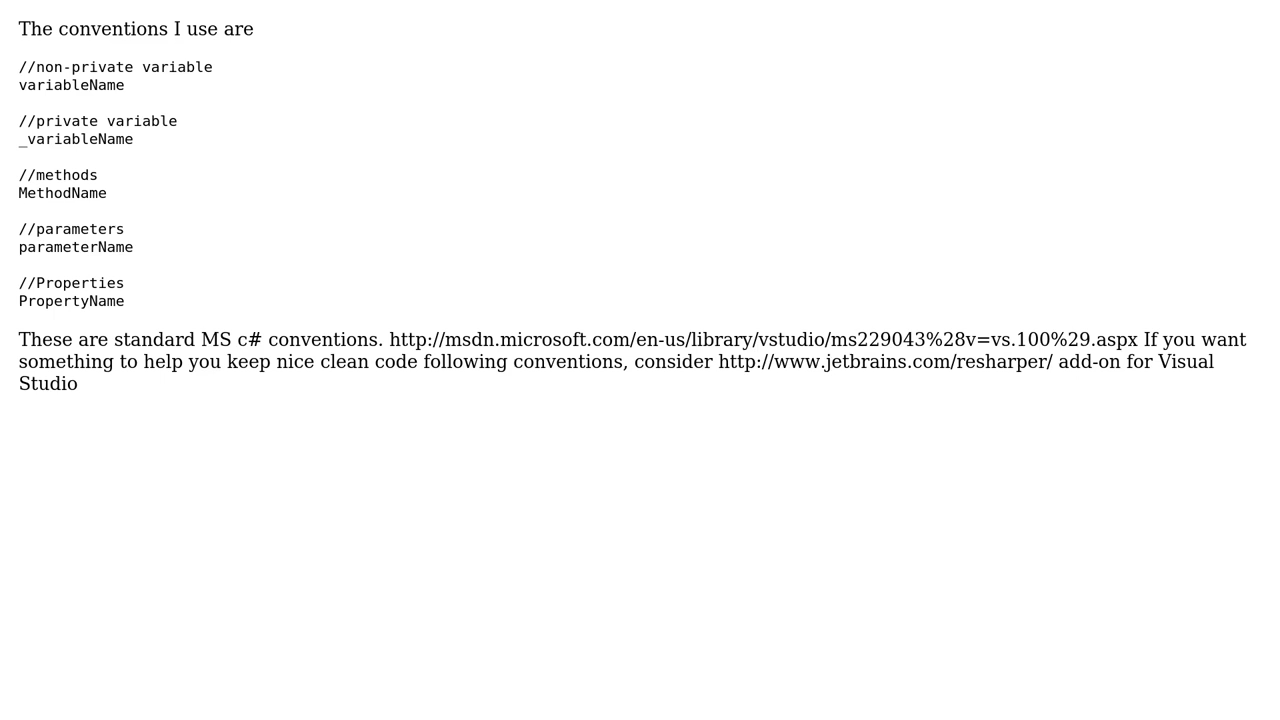 The conventions I use are
//non-private variable
variableName
//private variable
_variableName
//methods
MethodName
//parameters
parameterName
//Properties
PropertyName
These are standard MS c# conventions. http://msdn.microsoft.com/en-us/library/vstudio/ms229043%28v=vs.100%29.aspx If you want
something to help you keep nice clean code following conventions, consider http://www.jetbrains.com/resharper/ add-on for Visual
Studio